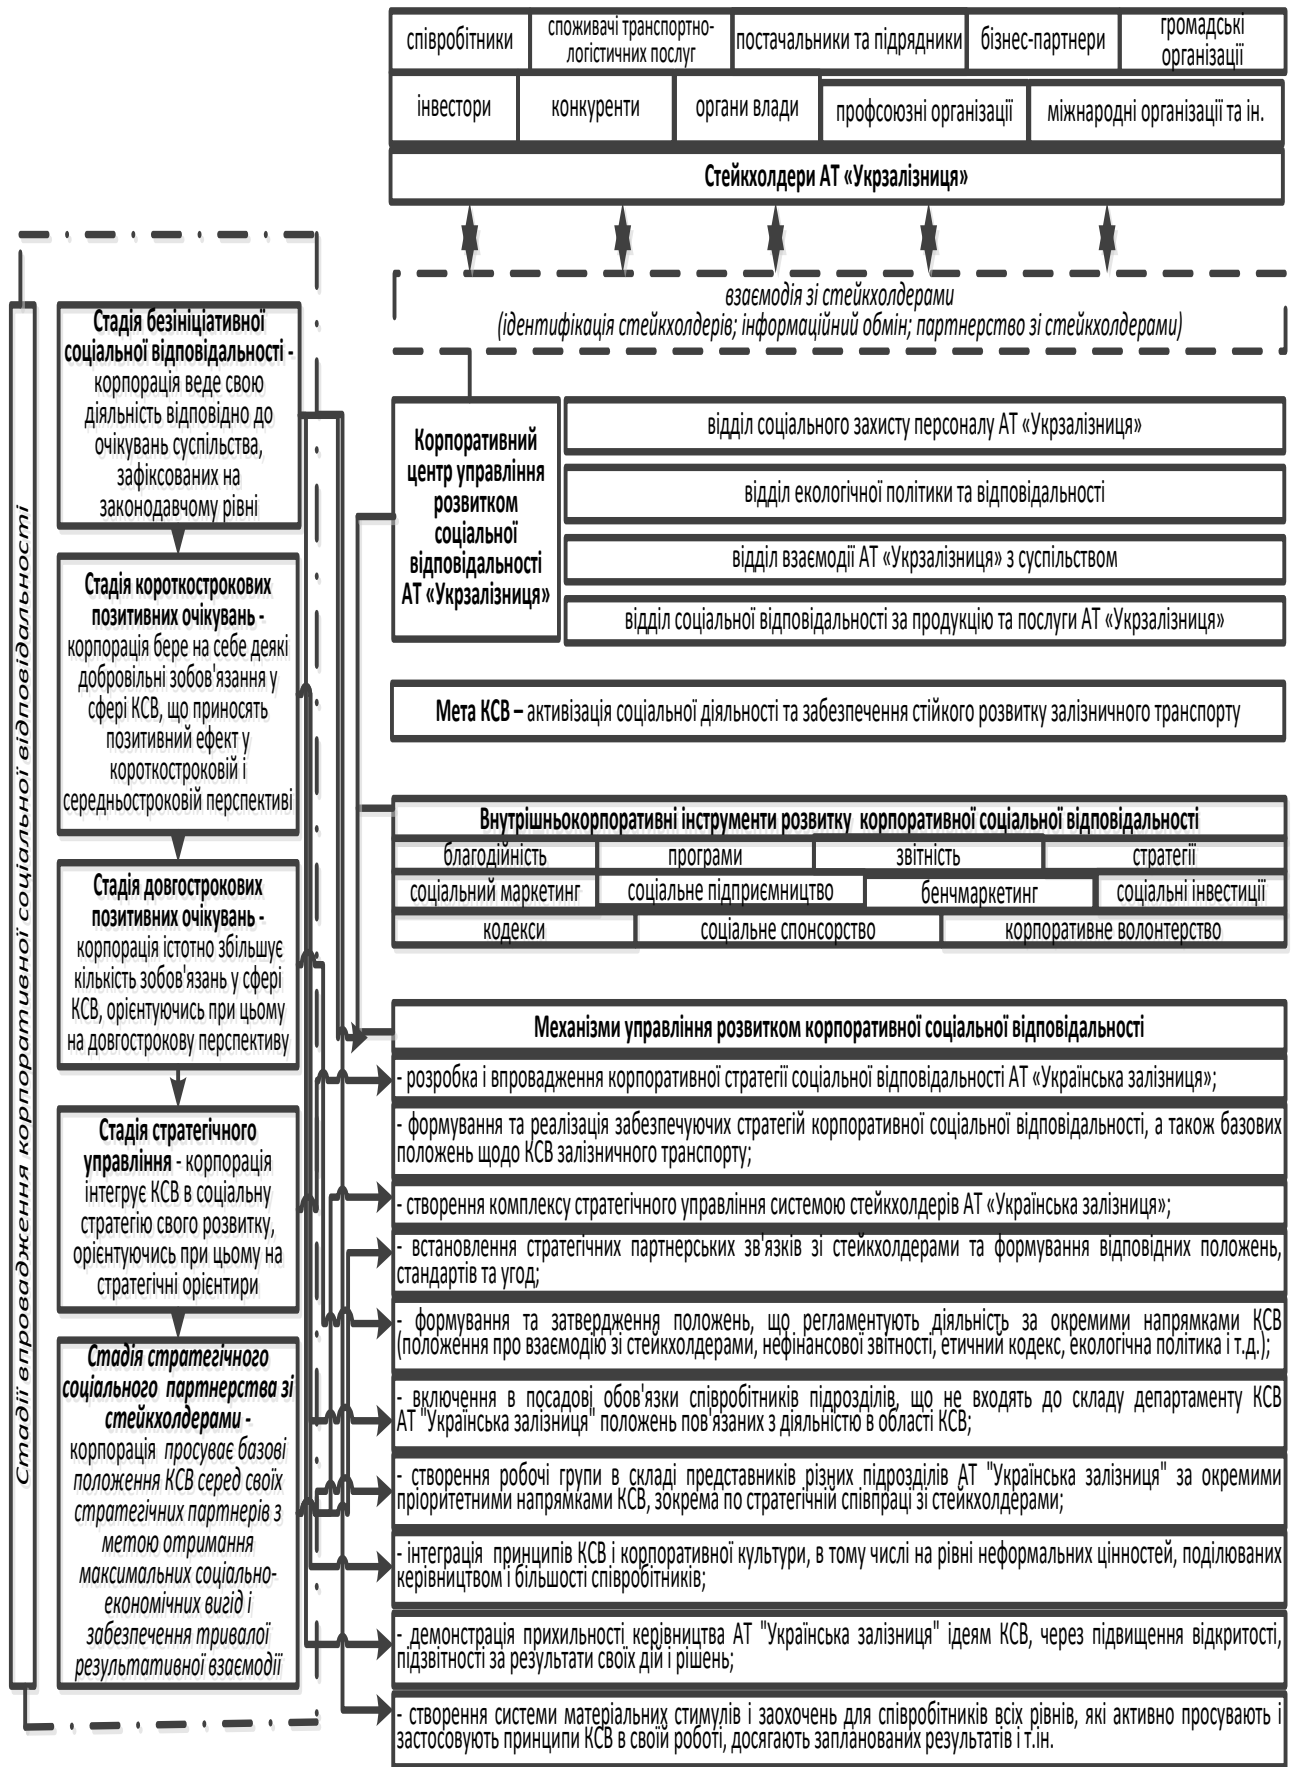 співробітники
споживачі транспортно-
логістичних послуг
постачальники та підрядники
бізнес-партнери
громадські
організації
інвестори
конкуренти
органи влади
профсоюзні організації
міжнародні організації та ін.
Стейкхолдери АТ «Укрзалізниця»
взаємодія зі стейкхолдерами
(ідентифікація стейкхолдерів; інформаційний обмін; партнерство зі стейкхолдерами)
Стадії впровадження корпоративної соціальної відповідальності
Стадія безініціативної
соціальної відповідальності -
корпорація веде свою
діяльність відповідно до
очікувань суспільства,
зафіксованих на
законодавчому рівні
Стадія короткострокових
позитивних очікувань -
корпорація бере на себе деякі
добровільні зобов'язання у
сфері КСВ, що приносять
позитивний ефект у
короткостроковій і
середньостроковій перспективі
Стадія довгострокових
позитивних очікувань -
корпорація істотно збільшує
кількість зобов'язань у сфері
КСВ, орієнтуючись при цьому
на довгострокову перспективу
Стадія стратегічного
управління - корпорація
інтегрує КСВ в соціальну
стратегію свого розвитку,
орієнтуючись при цьому на
стратегічні орієнтири
Стадія стратегічного
соціального партнерства зі
стейкхолдерами -
корпорація просуває базові
положення КСВ серед своїх
стратегічних партнерів з
метою отримання
максимальних соціально-
економічних вигід і
забезпечення тривалої
результативної взаємодії
Корпоративний
центр управління
розвитком
соціальної
відповідальності
АТ «Укрзалізниця»
відділ соціального захисту персоналу АТ «Укрзалізниця»
відділ екологічної політики та відповідальності
відділ взаємодії АТ «Укрзалізниця» з суспільством
відділ соціальної відповідальності за продукцію та послуги АТ «Укрзалізниця»
Мета КСВ – активізація соціальної діяльності та забезпечення стійкого розвитку залізничного транспорту
Внутрішньокорпоративні інструменти розвитку корпоративної соціальної відповідальності
благодійність
програми
звітність
стратегії
соціальний маркетинг
соціальне підприємництво
бенчмаркетинг
соціальні інвестиції
кодекси
соціальне спонсорство
корпоративне волонтерство
Механізми управління розвитком корпоративної соціальної відповідальності
- розробка і впровадження корпоративної стратегії соціальної відповідальності АТ «Українська залізниця»;
- формування та реалізація забезпечуючих стратегій корпоративної соціальної відповідальності, а також базових
положень щодо КСВ залізничного транспорту;
- створення комплексу стратегічного управління системою стейкхолдерів АТ «Українська залізниця»;
- встановлення стратегічних партнерських зв'язків зі стейкхолдерами та формування відповідних положень,
стандартів та угод;
- формування та затвердження положень, що регламентують діяльність за окремими напрямками КСВ
(положення про взаємодію зі стейкхолдерами, нефінансової звітності, етичний кодекс, екологічна політика і т.д.);
- включення в посадові обов'язки співробітників підрозділів, що не входять до складу департаменту КСВ
АТ "Українська залізниця" положень пов'язаних з діяльністю в області КСВ;
- створення робочі групи в складі представників різних підрозділів АТ "Українська залізниця" за окремими
пріоритетними напрямками КСВ, зокрема по стратегічній співпраці зі стейкхолдерами;
- інтеграція принципів КСВ і корпоративної культури, в тому числі на рівні неформальних цінностей, поділюваних
керівництвом і більшості співробітників;
- демонстрація прихильності керівництва АТ "Українська залізниця" ідеям КСВ, через підвищення відкритості,
підзвітності за результати своїх дій і рішень;
- створення системи матеріальних стимулів і заохочень для співробітників всіх рівнів, які активно просувають і
застосовують принципи КСВ в своїй роботі, досягають запланованих результатів і т.ін.